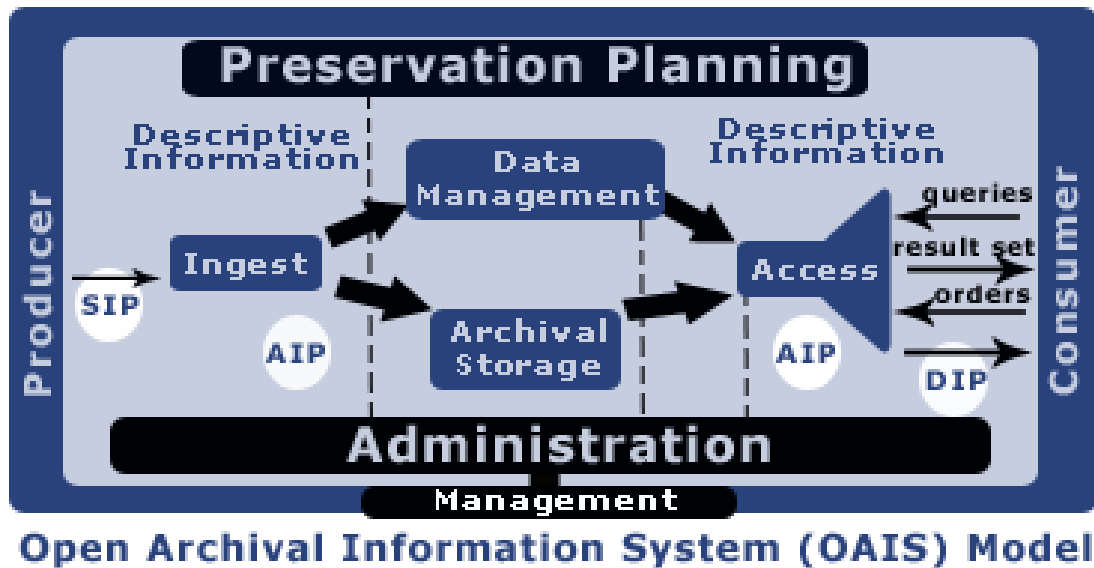 Preservation Planning
Descriptive
Information
Descriptive
Information
Data
Management
queries
Producer
Ingest
Access
result set
Consumer
SIP
orders
Archival
Storage
AIP
AIP
DIP
Administration
Management
Open Archival Information System (OAIS) Model